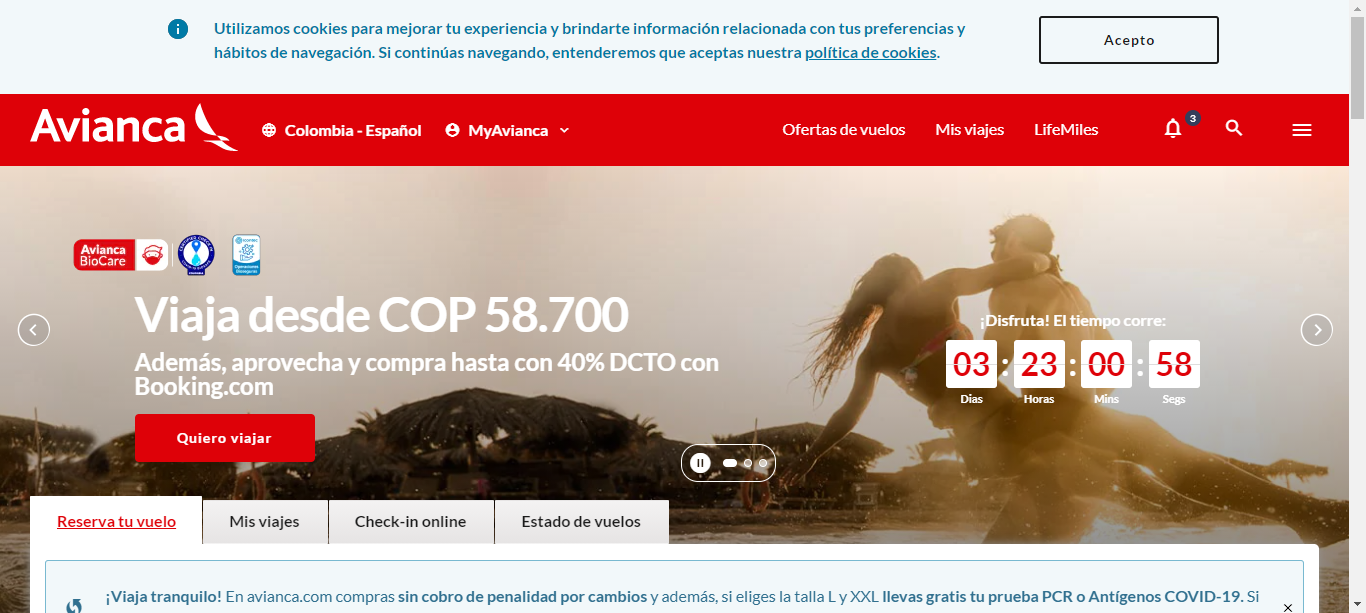 Utilizamos cookies para mejorar tu experiencia y brindarte información relacionada con tus preferencias y
hábitos de navegación. Si continúas navegando, entenderemos que aceptas nuestra política de cookies.
Acepto
Avianca
Colombia - Español
MyAvianca
Ofertas de vuelos
Mis viajes
LifeMiles
3
Avianca
BioCare
Viaja desde COP 58.700
Además, aprovecha y compra hasta con 40% DCTO con
Booking.com
Quiero viajar
¡Disfruta! El tiempo corre:
03 : 23 : 00 : 58
Dias Horas Mins Segs
Reserva tu vuelo
Mis viajes
Check-in online
Estado de vuelos
¡Viaja tranquilo! En avianca.com compras sin cobro de penalidad por cambios y además, si eliges la talla L y XXL llevas gratis tu prueba PCR o Antígenos COVID-19. Si